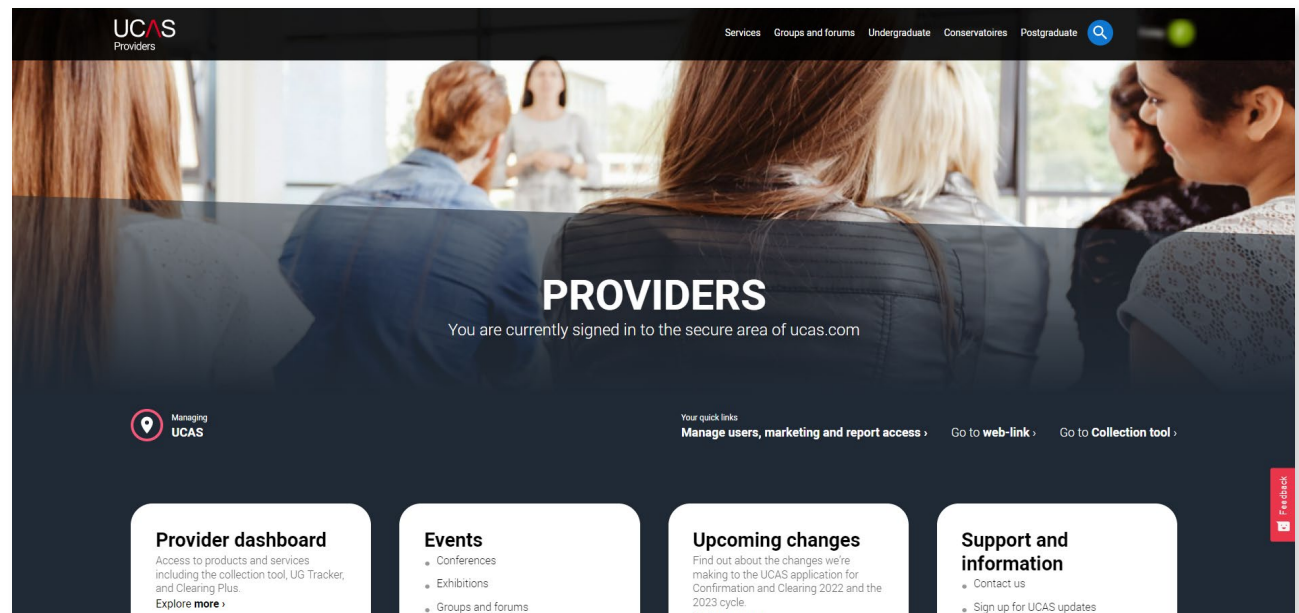 UCAS
Providers
Services Groups and forums Undergraduate Conservatoires Postgraduate
PROVIDERS
You are currently signed in to the secure area of ucas.com
Managing
UCAS
Your quick links
Manage users, marketing and report access › Go to web-link › Go to Collection tool ›
Feedback
Provider dashboard
Access to products and services
including the collection tool, UG Tracker,
and Clearing Plus.
Explore more ›
Events
Conferences
Exhibitions
Groups and forums
Upcoming changes
Find out about the changes we're
making to the UCAS application for
Confirmation and Clearing 2022 and the
2023 cycle.
Support and
information
Contact us
Sign up for UCAS updates